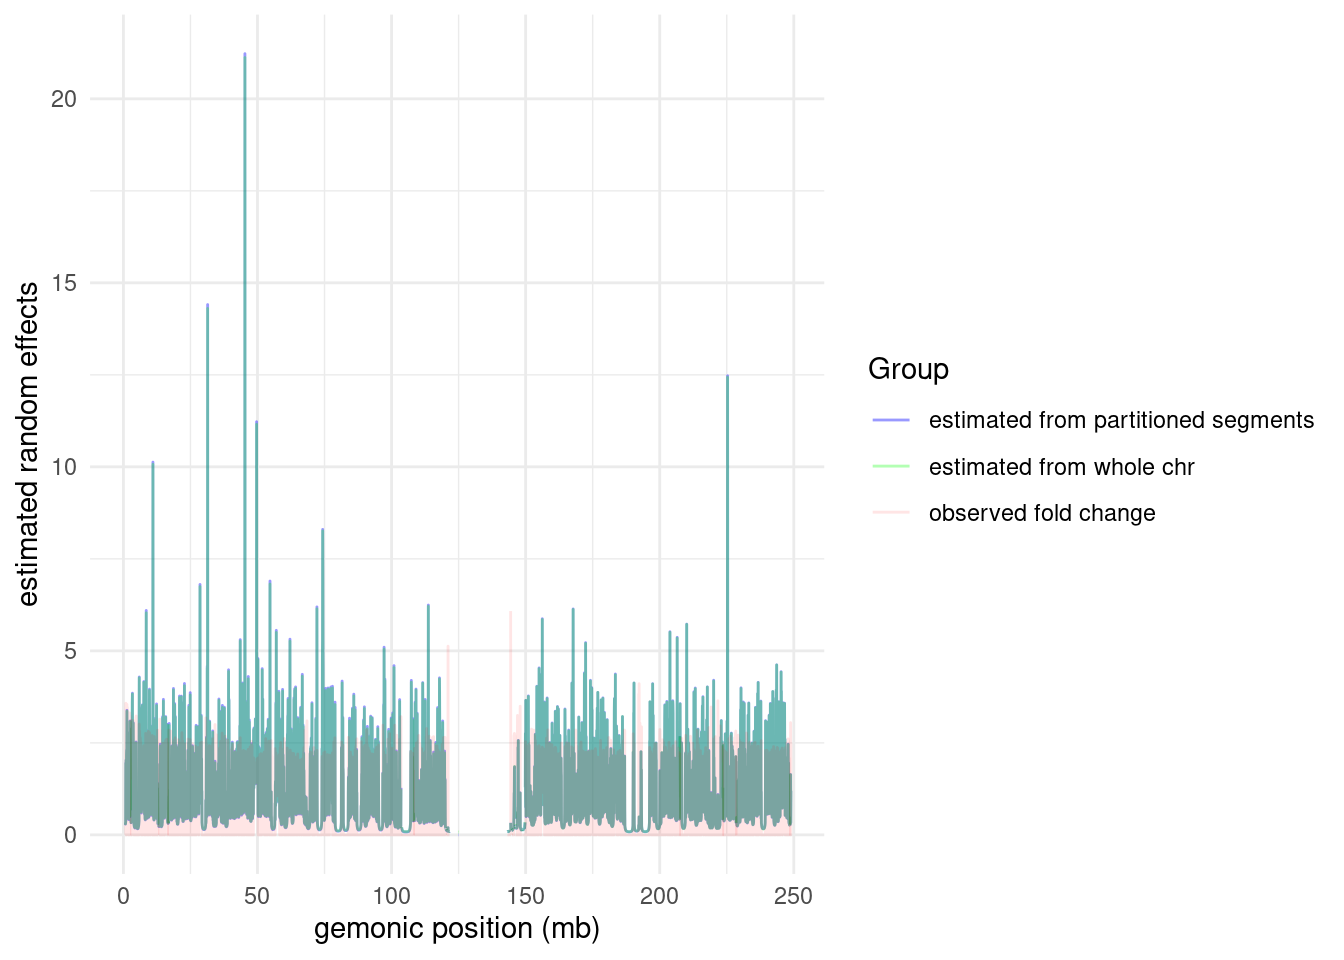 20
15
10
5
0
estimated random effects
0
50
100
150
200
250
gemonic position (mb)
Group
estimated from partitioned segments
estimated from whole chr
observed fold change